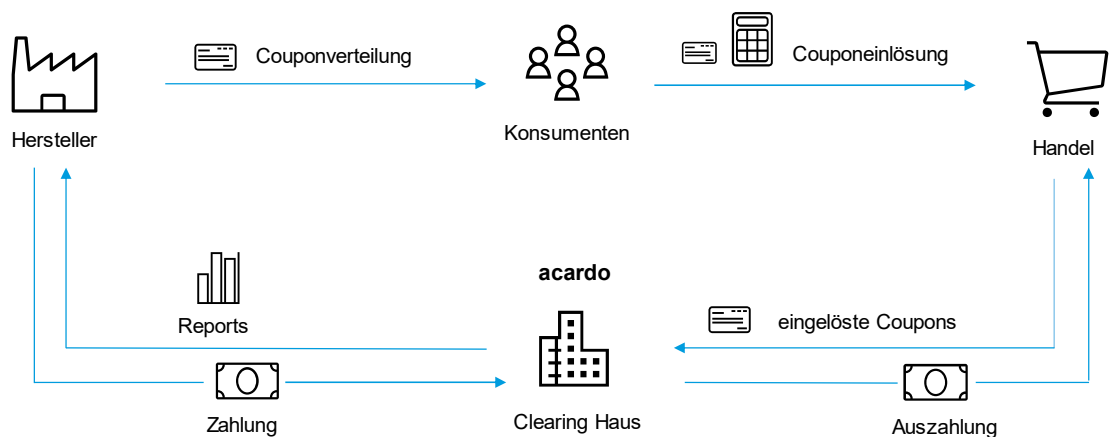 Couponverteilung
Couponeinlösung
Hersteller
Konsumenten
Handel
acardo
Reports
eingelöste Coupons
Zahlung
Clearing Haus
Auszahlung